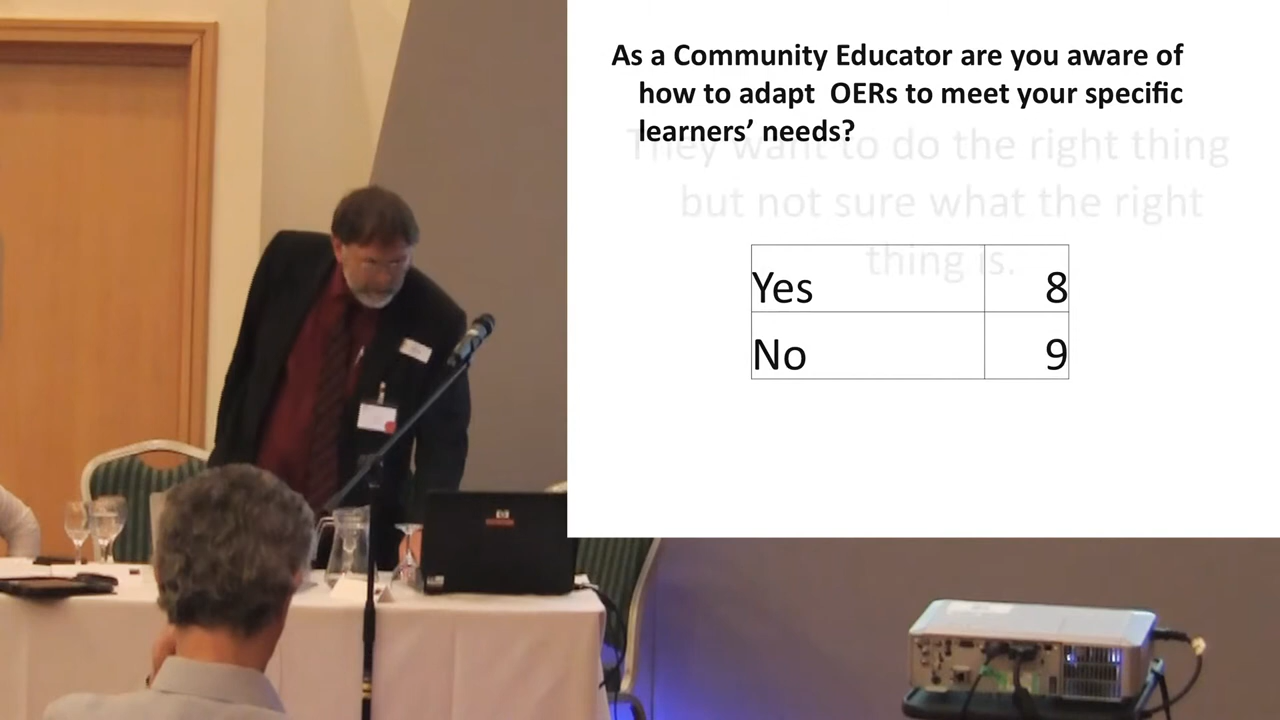 As a Community Educator are you aware of
how to adapt OERs to meet your specific
learners’ needs?
They want to do the right thing
but not sure what the right
thing is.
Yes 8
No 9
hp